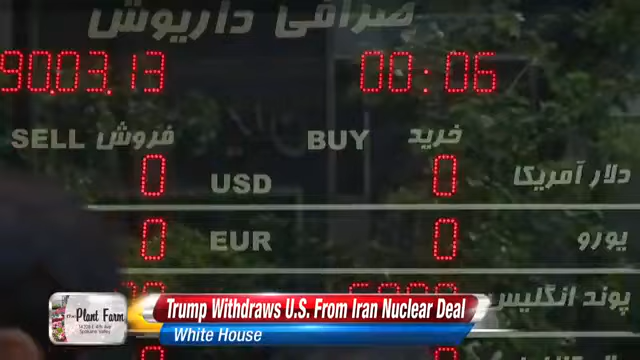 صرافی داریوش
90.03.13 00:06
SELL فروش BUY خرید
0 USD 0 دلار آمریکا
0 EUR 0 یورو
پوند انگلیس
The Plant Farm
Trump Withdraws U.S. From Iran Nuclear Deal
White House